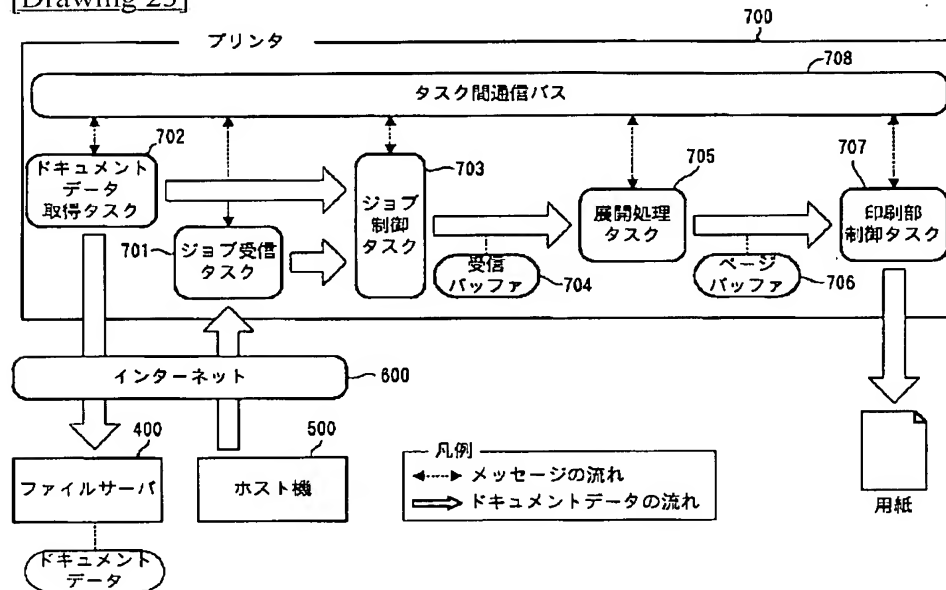 [Drawing 23]
700
プリンタ
708
タスク間通信バス
702
ドキュメント
データ
取得タスク
703
ジョブ
制御
タスク
705
展開処理
タスク
707
印刷部
制御タスク
701
ジョブ受信
タスク
受信
バッファ
704
ページ
バッファ
706
インターネット
600
400
ファイルサーバ
500
ホスト機
凡例
メッセージの流れ
ドキュメントデータの流れ
用紙
ドキュメント
データ